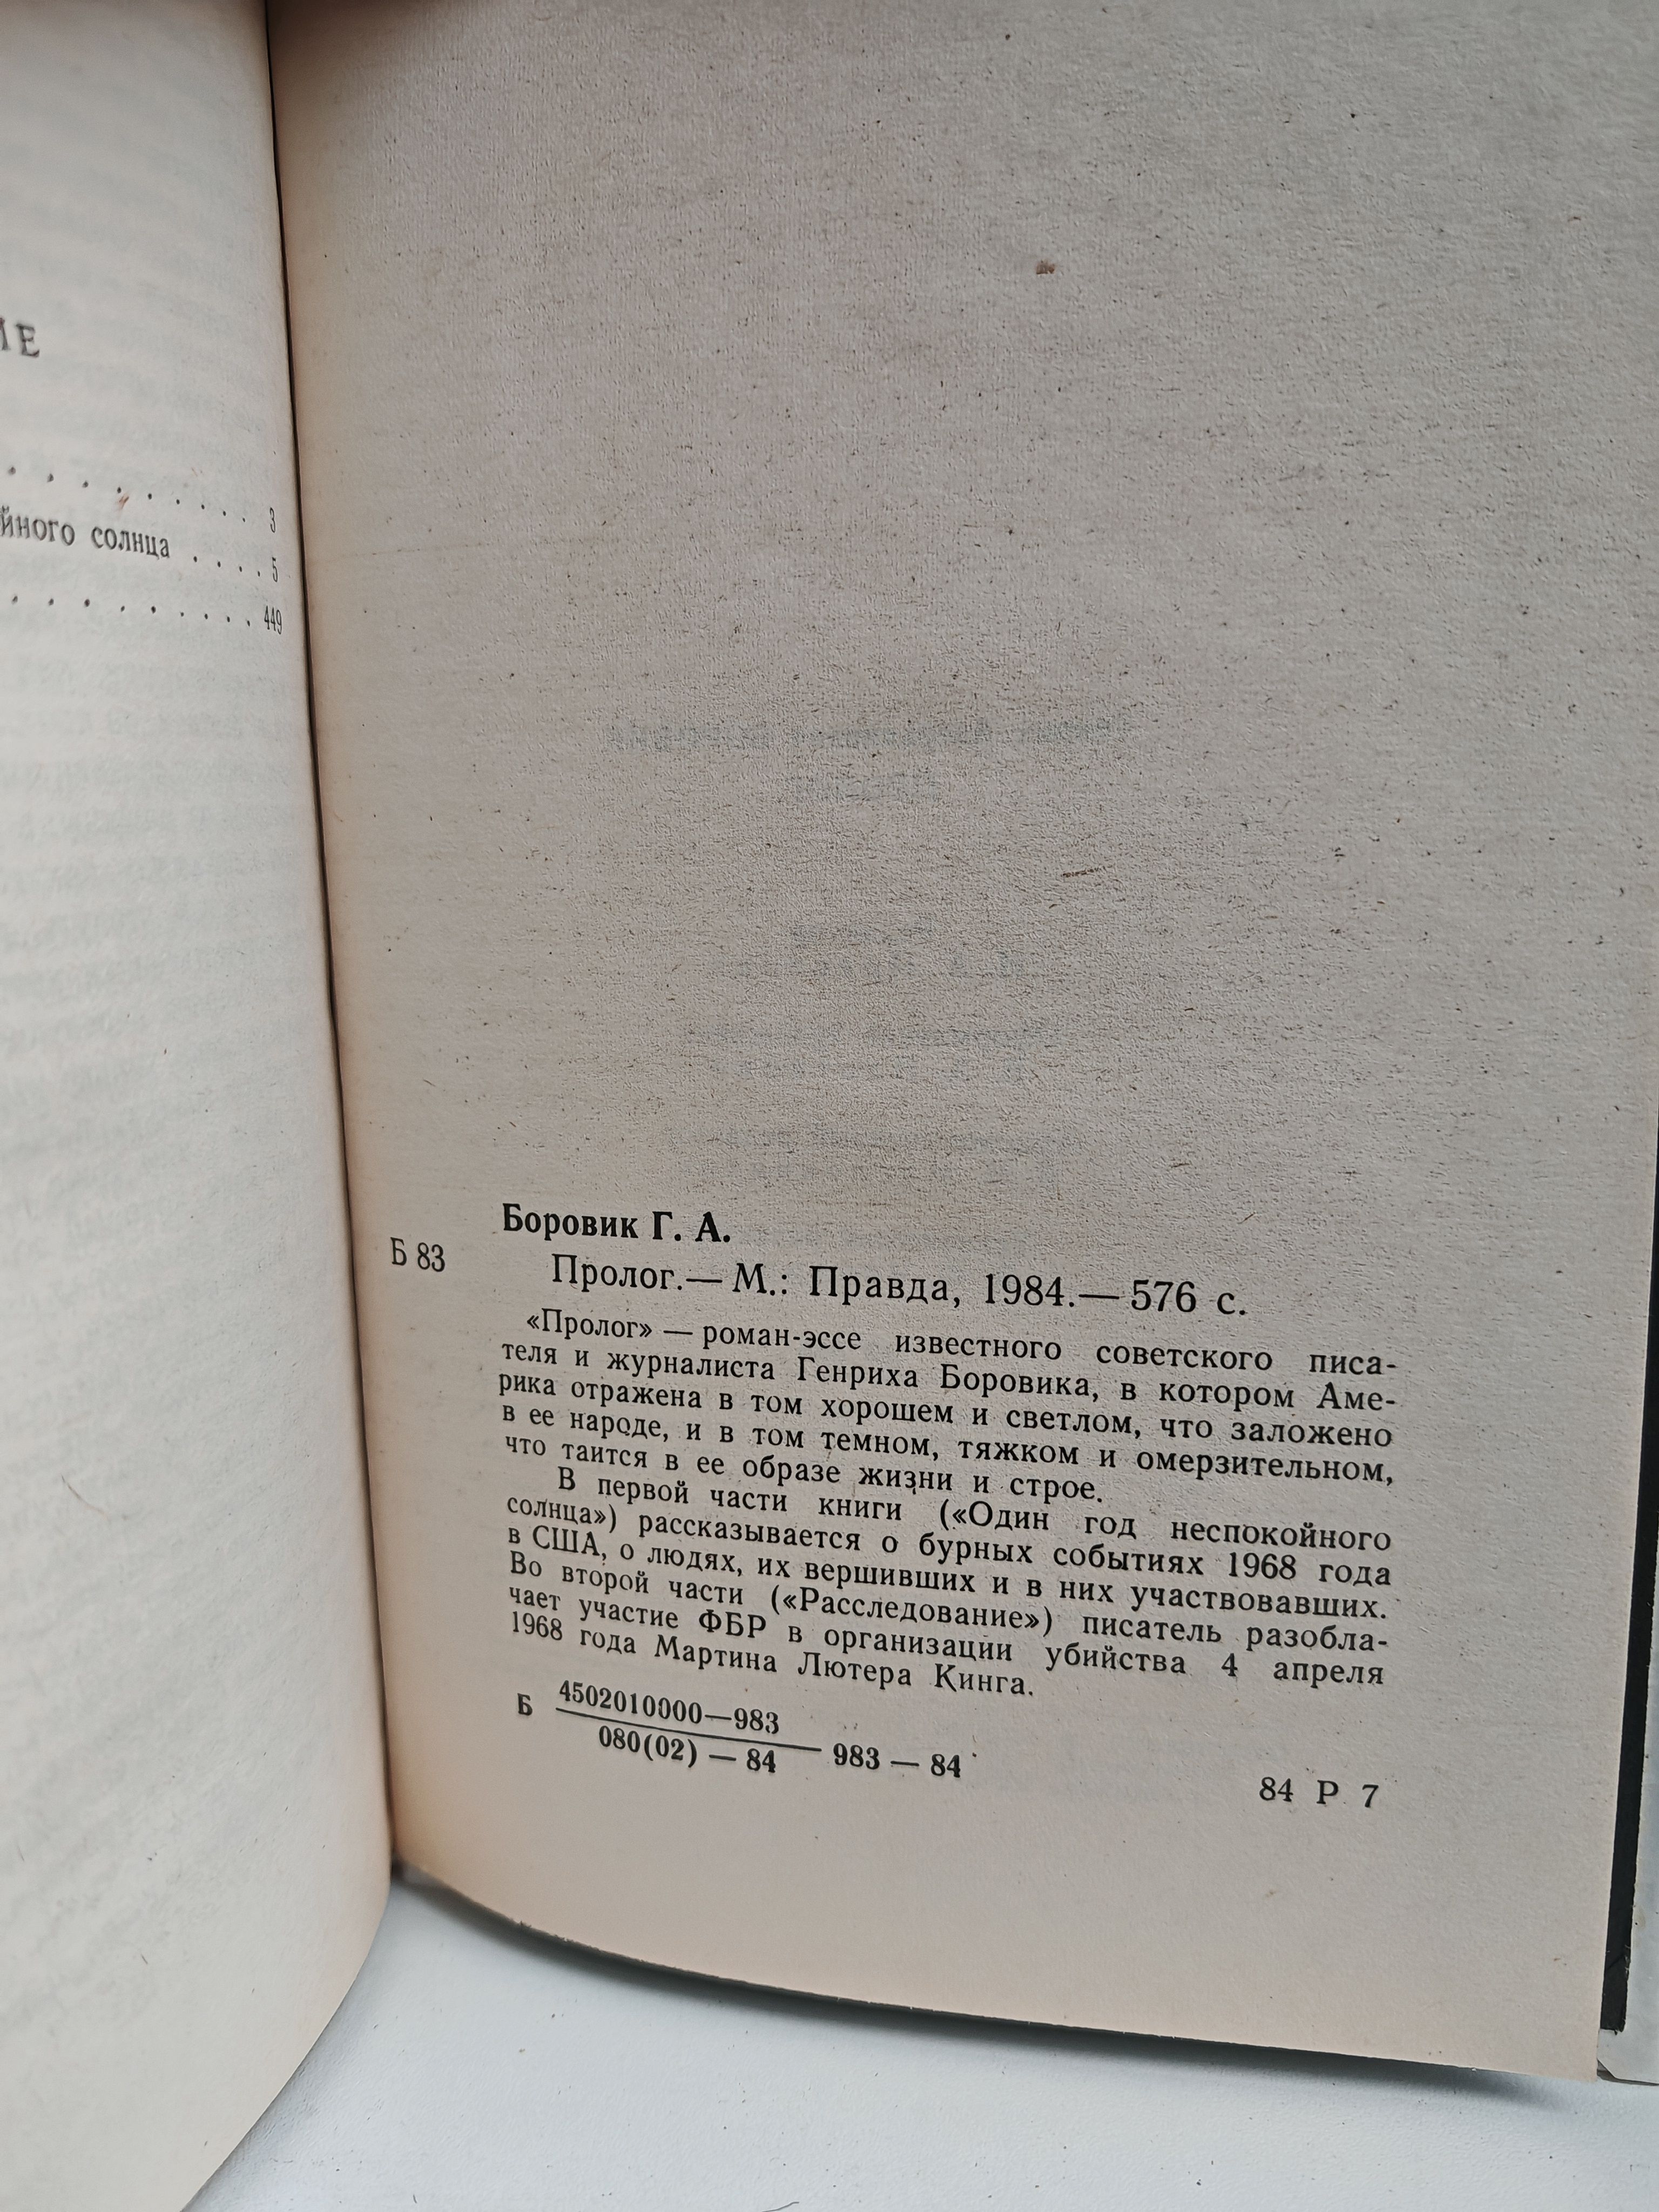 ИЕ
. . . . . . . . 3
йного солнца . . . . 5
. . . . . . . . . 449
Боровик Г. А.
Б 83
Пролог.— М.: Правда, 1984.— 576 с.
«Пролог» — роман-эссе известного советского писа-
теля и журналиста Генриха Боровика, в котором Аме-
рика отражена в том хорошем и светлом, что заложено
в ее народе, и в том темном, тяжком и омерзительном,
что таится в ее образе жизни и строе.
В первой части книги («Один год неспокойного
солнца») рассказывается о бурных событиях 1968 года
в США, о людях, их вершивших и в них участвовавших.
Во второй части («Расследование») писатель разобла-
чает участие ФБР в организации убийства 4 апреля
1968 года Мартина Лютера Кинга.
Б 4502010000—983
080(02) — 84 983 — 84
84 Р 7